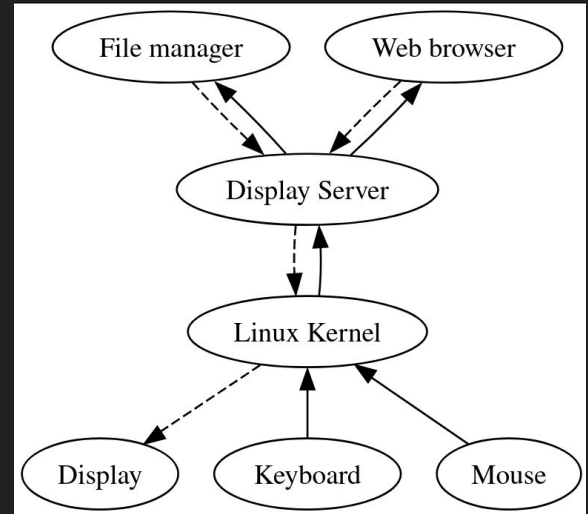 File manager
Web browser
Display Server
Linux Kernel
Display
Keyboard
Mouse